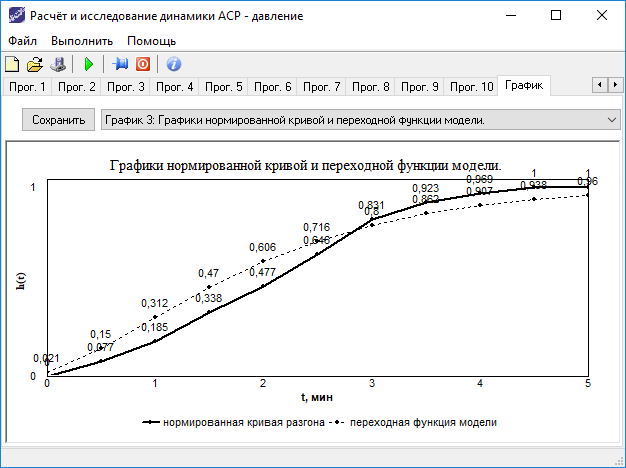 Расчёт и исследование динамики АСР - давление
Файл Выполнить Помощь
Прог. 1 Прог. 2 Прог. 3 Прог. 4 Прог. 5 Прог. 6 Прог. 7 Прог. 8 Прог. 9 Прог. 10 График
Сохранить График 3: Графики нормированной кривой и переходной функции модели.
Графики нормированной кривой и переходной функции модели.
1 1
0,969
1 0,923 0,938 0,96
0,862 0,907
0,831
0,8
0,716
0,646
0,606
0,477
0,47
0,338
h(t)
0,312
0,185
0,15
0,077
0,021
0
0
0 1 2 3 4 5
t, мин
нормированная кривая разгона переходная функция модели